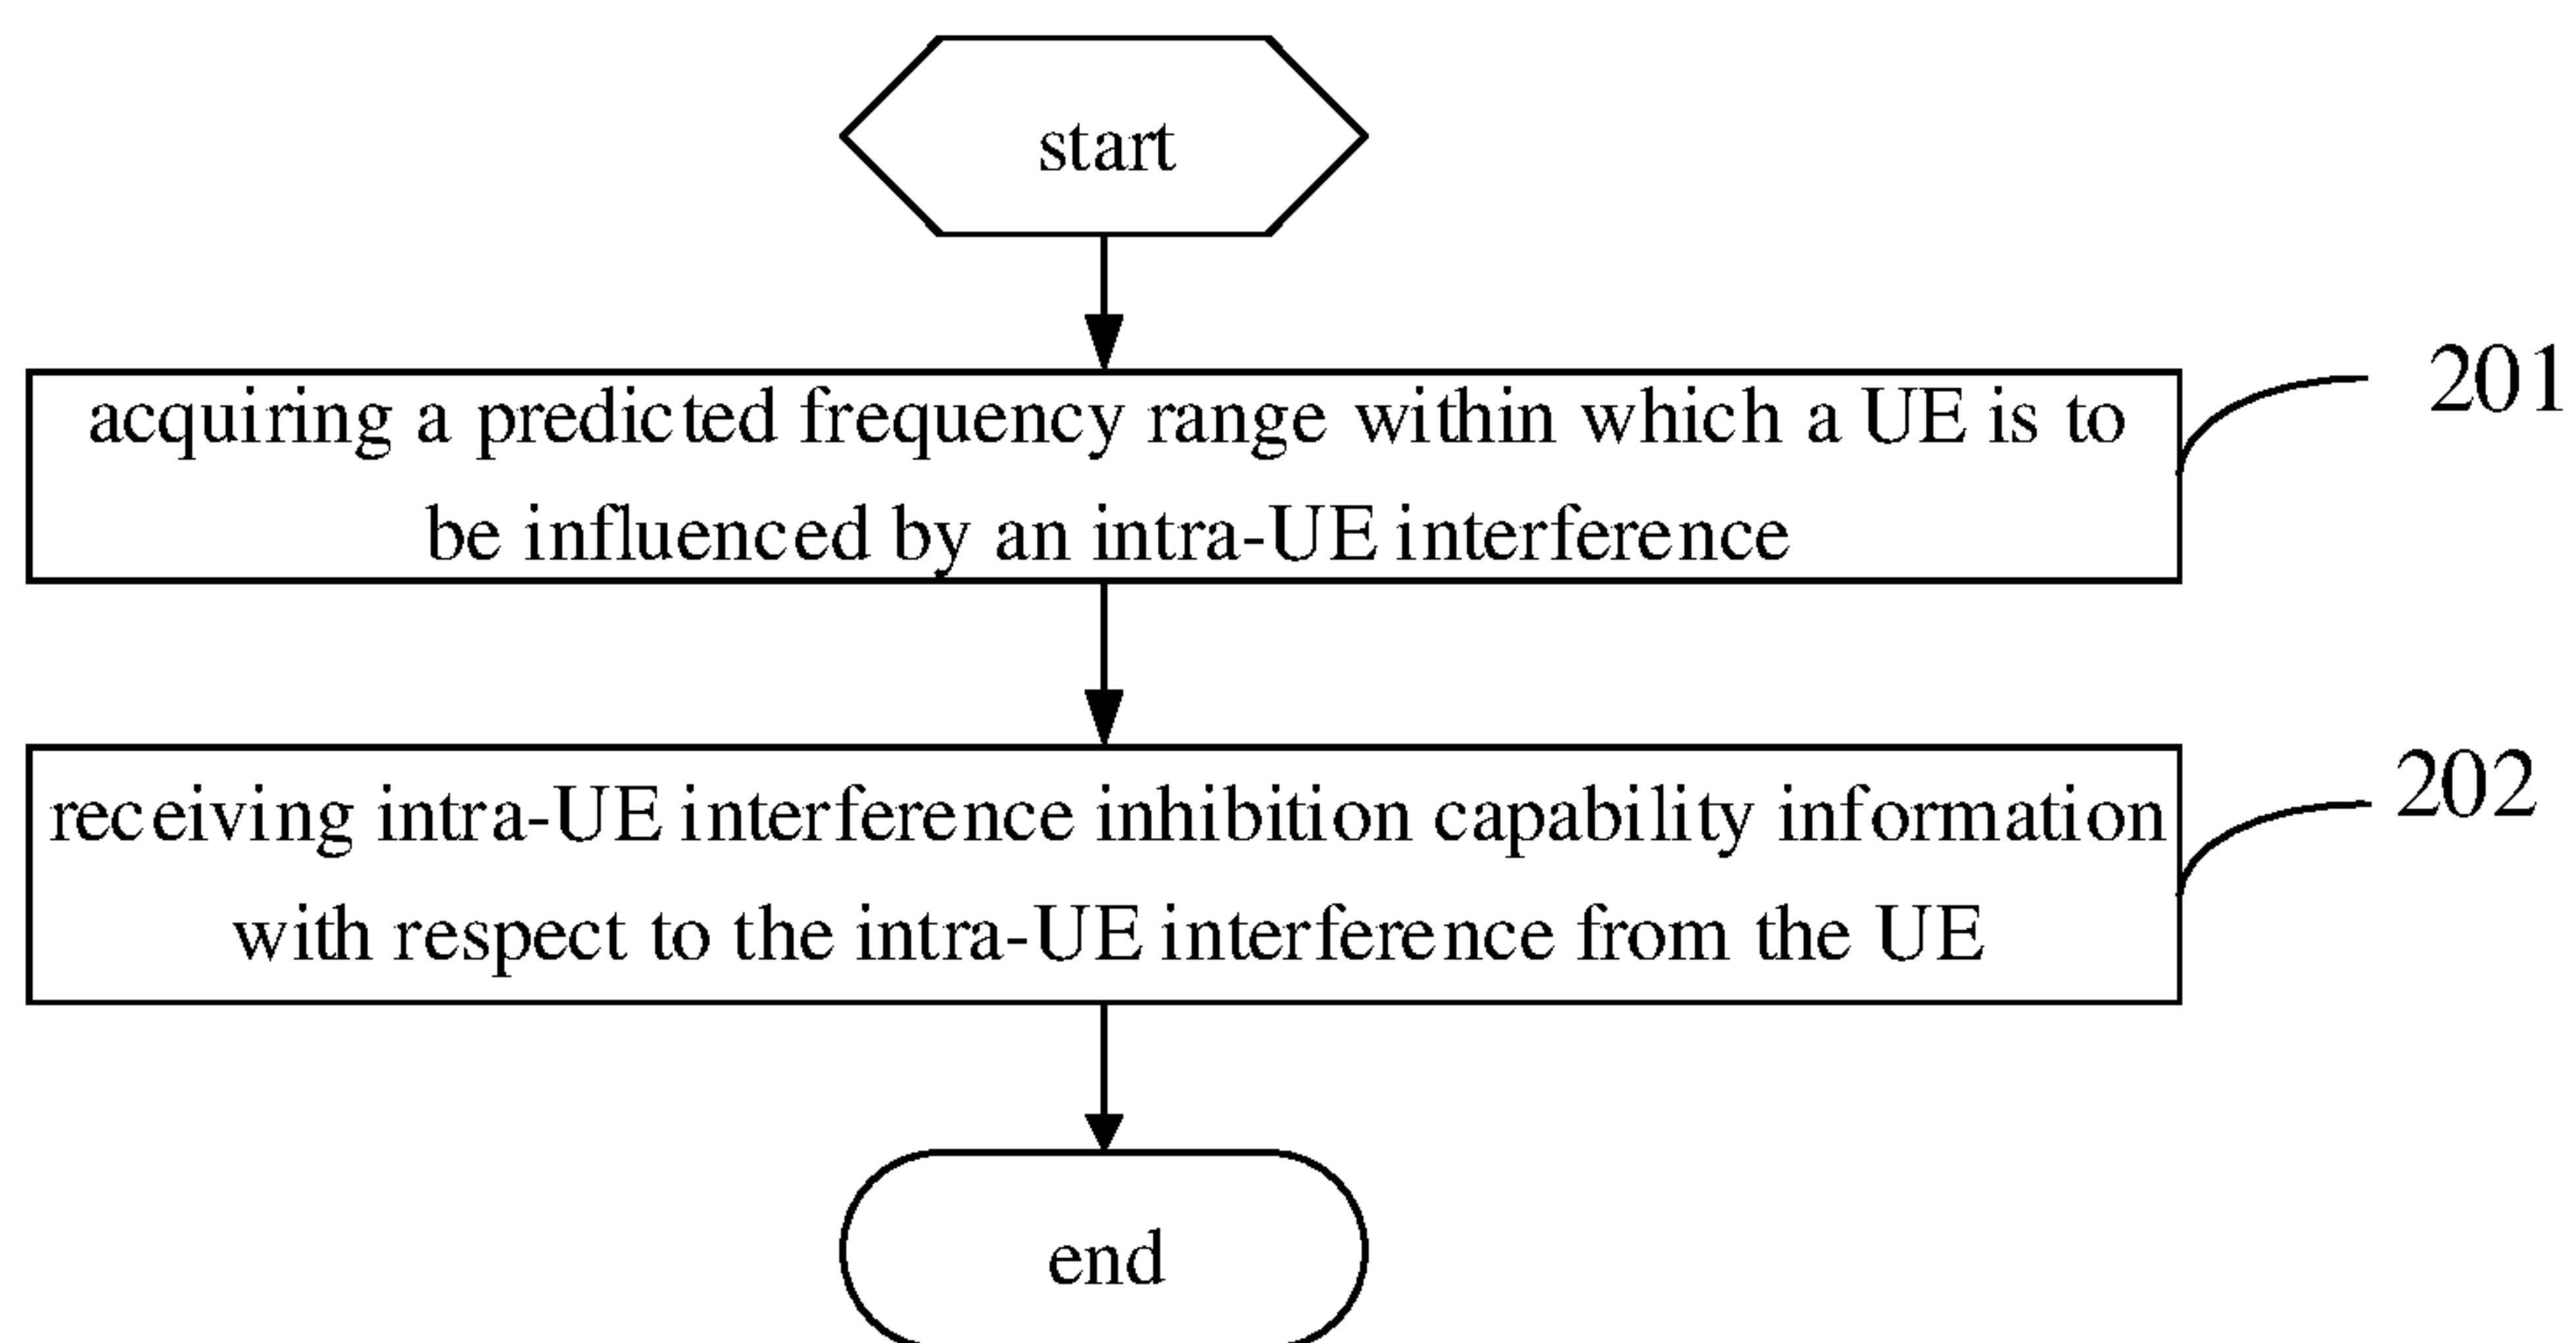 start
acquiring a predicted frequency range within which a UE is to
be influenced by an intra-UE interference
201
receiving intra-UE interference inhibition capability information
with respect to the intra-UE interference from the UE
202
end